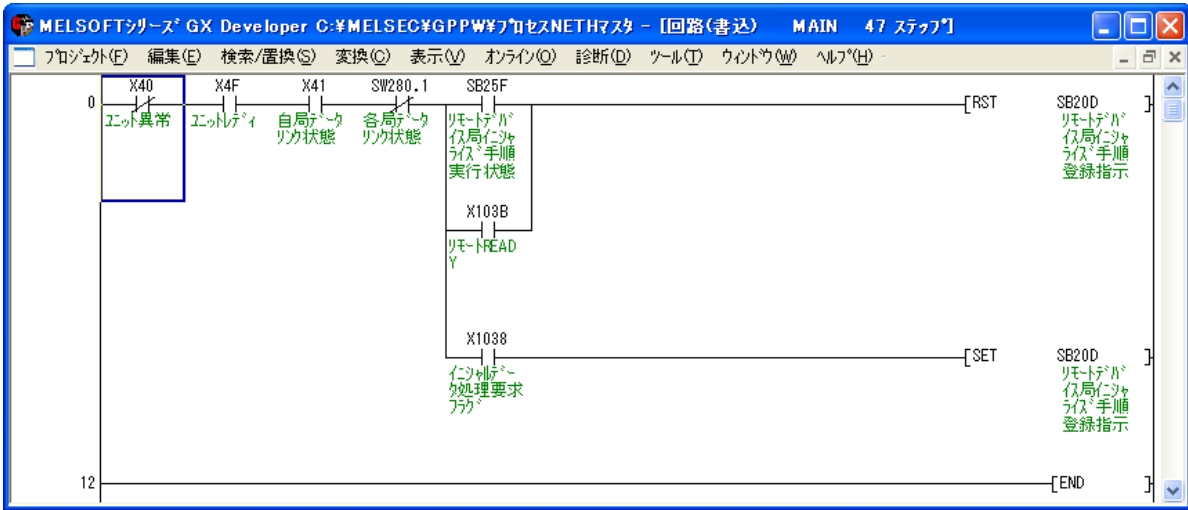 MELSOFTシリーズ GX Developer C:¥MELSEC¥GPPW¥プロセスNETHマスタ - [回路(書込) MAIN 47 ステップ]
プロジェクト(F) 編集(E) 検索/置換(S) 変換(C) 表示(V) オンライン(O) 診断(D) ツール(T) ウィンドウ(W) ヘルプ(H)
X40 X4F X41 SW280.1 SB25F
0 [RST SB20D ]
ユニット異常 ユニットレディ 自局データ 各局データ リモートデバ リモートデバ
リンク状態 リンク状態 イス局イニシャ イス局イニシャ
ライズ手順 ライズ手順
実行状態 登録指示
X103B
リモートREAD
Y
X1038
[SET SB20D ]
イニシャルデー リモートデバ
タ処理要求 イス局イニシャ
フラグ ライズ手順
登録指示
12 [END ]